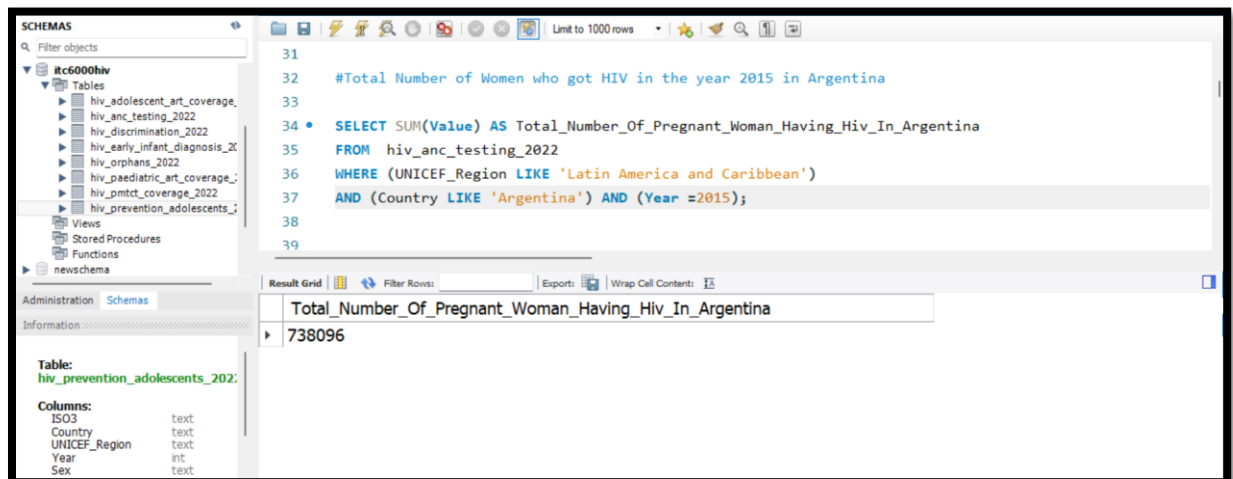 SCHEMAS
Filter objects
itc6000hiv
Tables
hiv_adolescent_art_coverage_
hiv_anc_testing_2022
hiv_discrimination_2022
hiv_early_infant_diagnosis_20
hiv_orphans_2022
hiv_paediatric_art_coverage_2
hiv_pmtct_coverage_2022
hiv_prevention_adolescents_2
Views
Stored Procedures
Functions
newschema
Administration Schemas
Information
Table:
hiv_prevention_adolescents_2022
Columns:
ISO3 text
Country text
UNICEF_Region text
Year int
Sex text
Limit to 1000 rows
31
32 #Total Number of Women who got HIV in the year 2015 in Argentina
33
34 SELECT SUM(Value) AS Total_Number_Of_Pregnant_Woman_Having_Hiv_In_Argentina
35 FROM hiv_anc_testing_2022
36 WHERE (UNICEF_Region LIKE 'Latin America and Caribbean')
37 AND (Country LIKE 'Argentina') AND (Year =2015);
38
39
Result Grid Filter Rows: Export: Wrap Cell Content:
Total_Number_Of_Pregnant_Woman_Having_Hiv_In_Argentina
738096